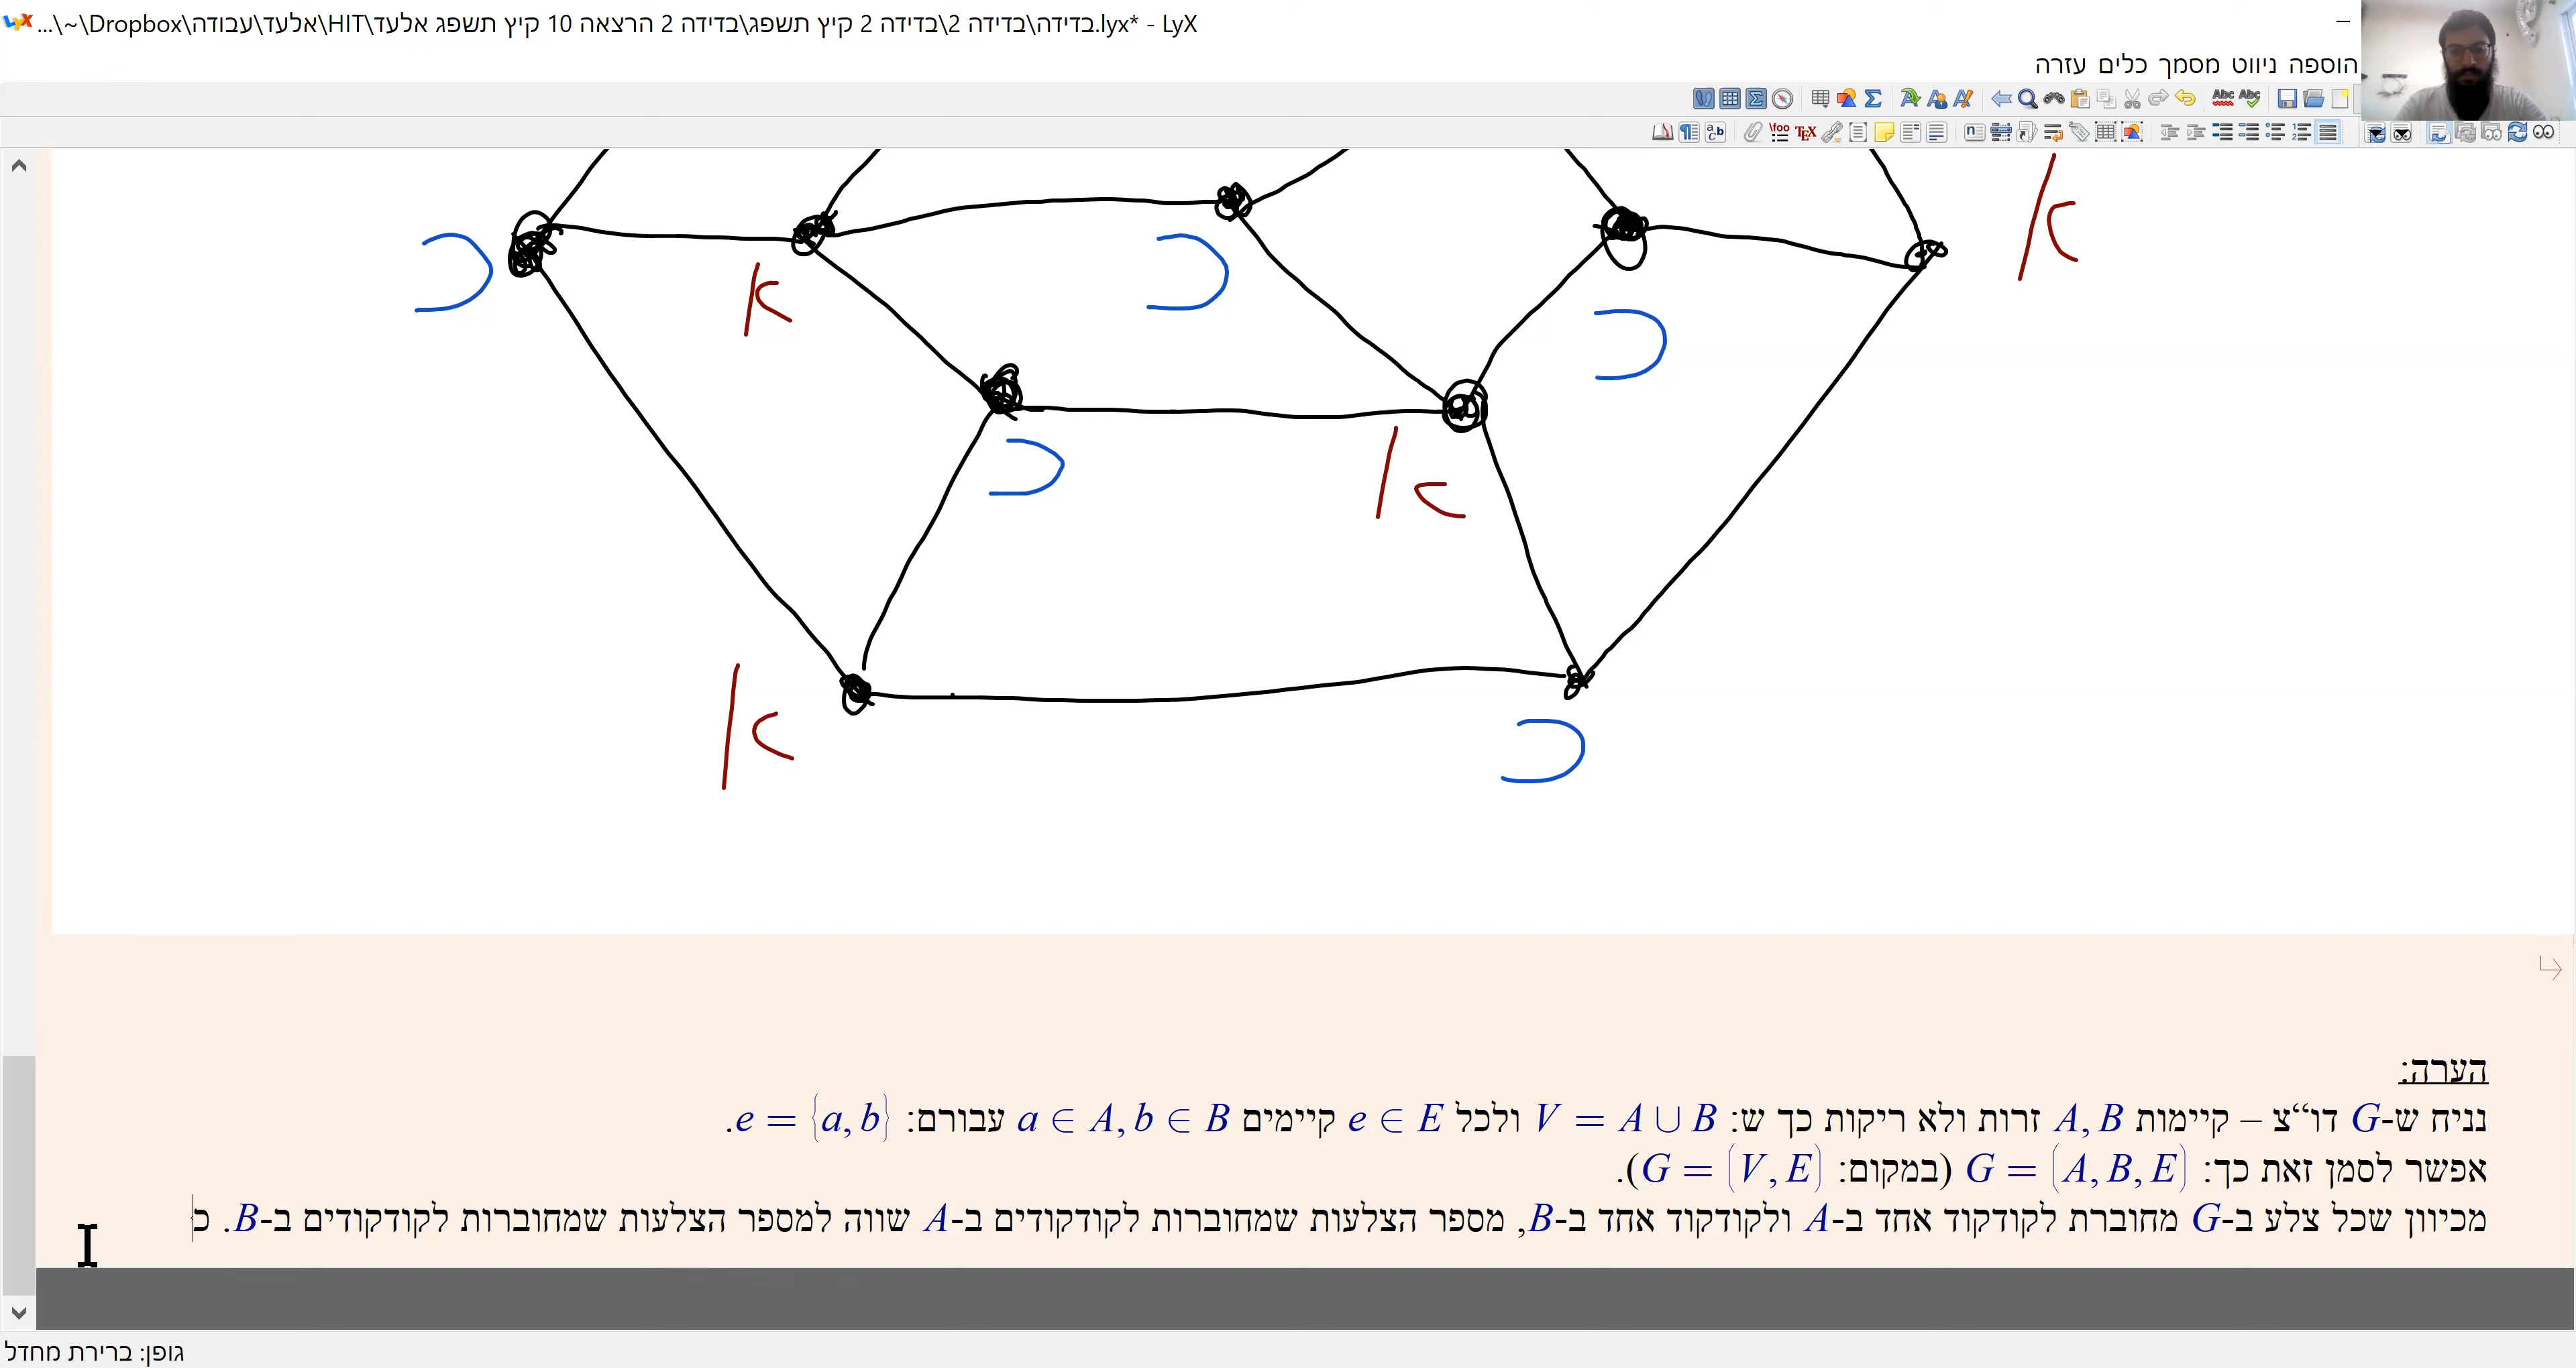 ...\~\Dropbox\אלעד\עבודה\HIT\בדידה\בדידה 2\בדידה 2 קיץ תשפג\בדידה 2 הרצאה 10 קיץ תשפג אלעד.lyx* - LyX
הוספה ניווט מסמך כלים עזרה
א
כ א כ
כ
כ א
א
כ
הערה:
נניח ש-G דו“צ – קיימות A, B זרות ולא ריקות כך ש: V = A ∪ B ולכל e ∈ E קיימים a ∈ A, b ∈ B עבורם: e = {a, b}.
אפשר לסמן זאת כך: G = (A, B, E) (במקום: G = (V, E)).
מכיוון שכל צלע ב-G מחוברת לקודקוד אחד ב-A ולקודקוד אחד ב-B, מספר הצלעות שמחוברות לקודקודים ב-A שווה למספר הצלעות שמחוברות לקודקודים ב-B. כ
גופן: ברירת מחדל